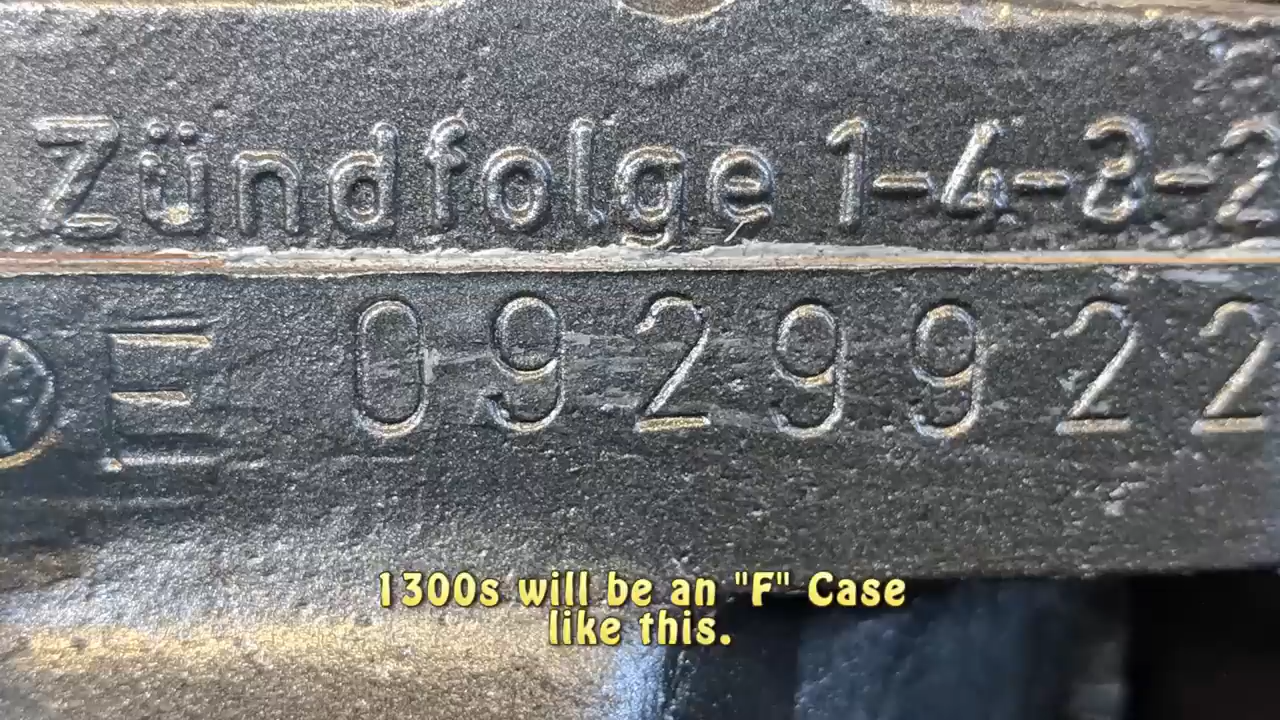 Zündfolge 1-4-3-2
F 0929922
1300s will be an "F" Case
like this.